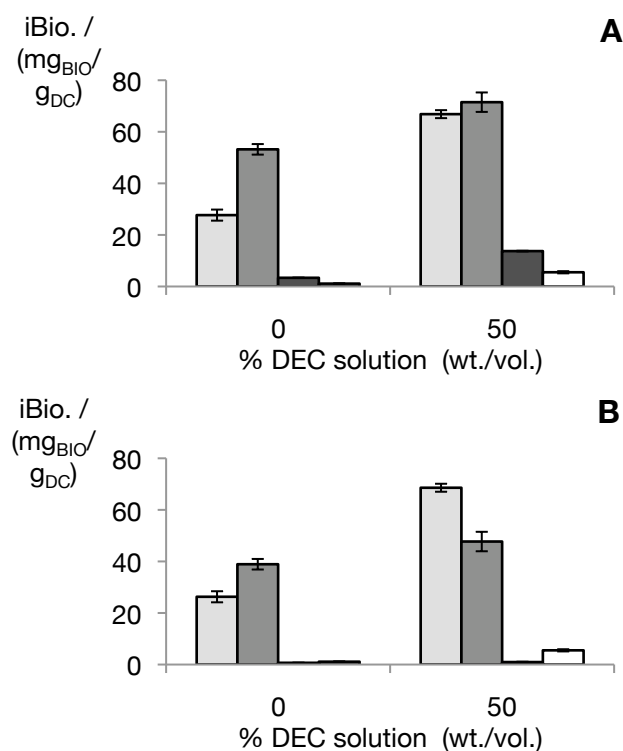 iBio. /
(mgBIO/
gDC)
A
80
60
40
20
0
0 50
% DEC solution (wt./vol.)
iBio. /
(mgBIO/
gDC)
B
80
60
40
20
0
0 50
% DEC solution (wt./vol.)